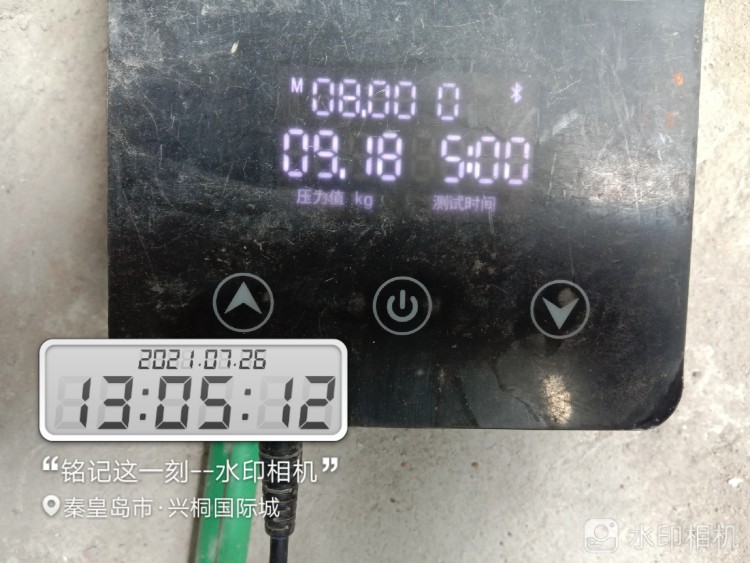 M 08.00 0
09.18 5:00
压力值 kg 测试时间
2021.07.26
13:05:12
“铭记这一刻--水印相机”
秦皇岛市·兴桐国际城
水印相机